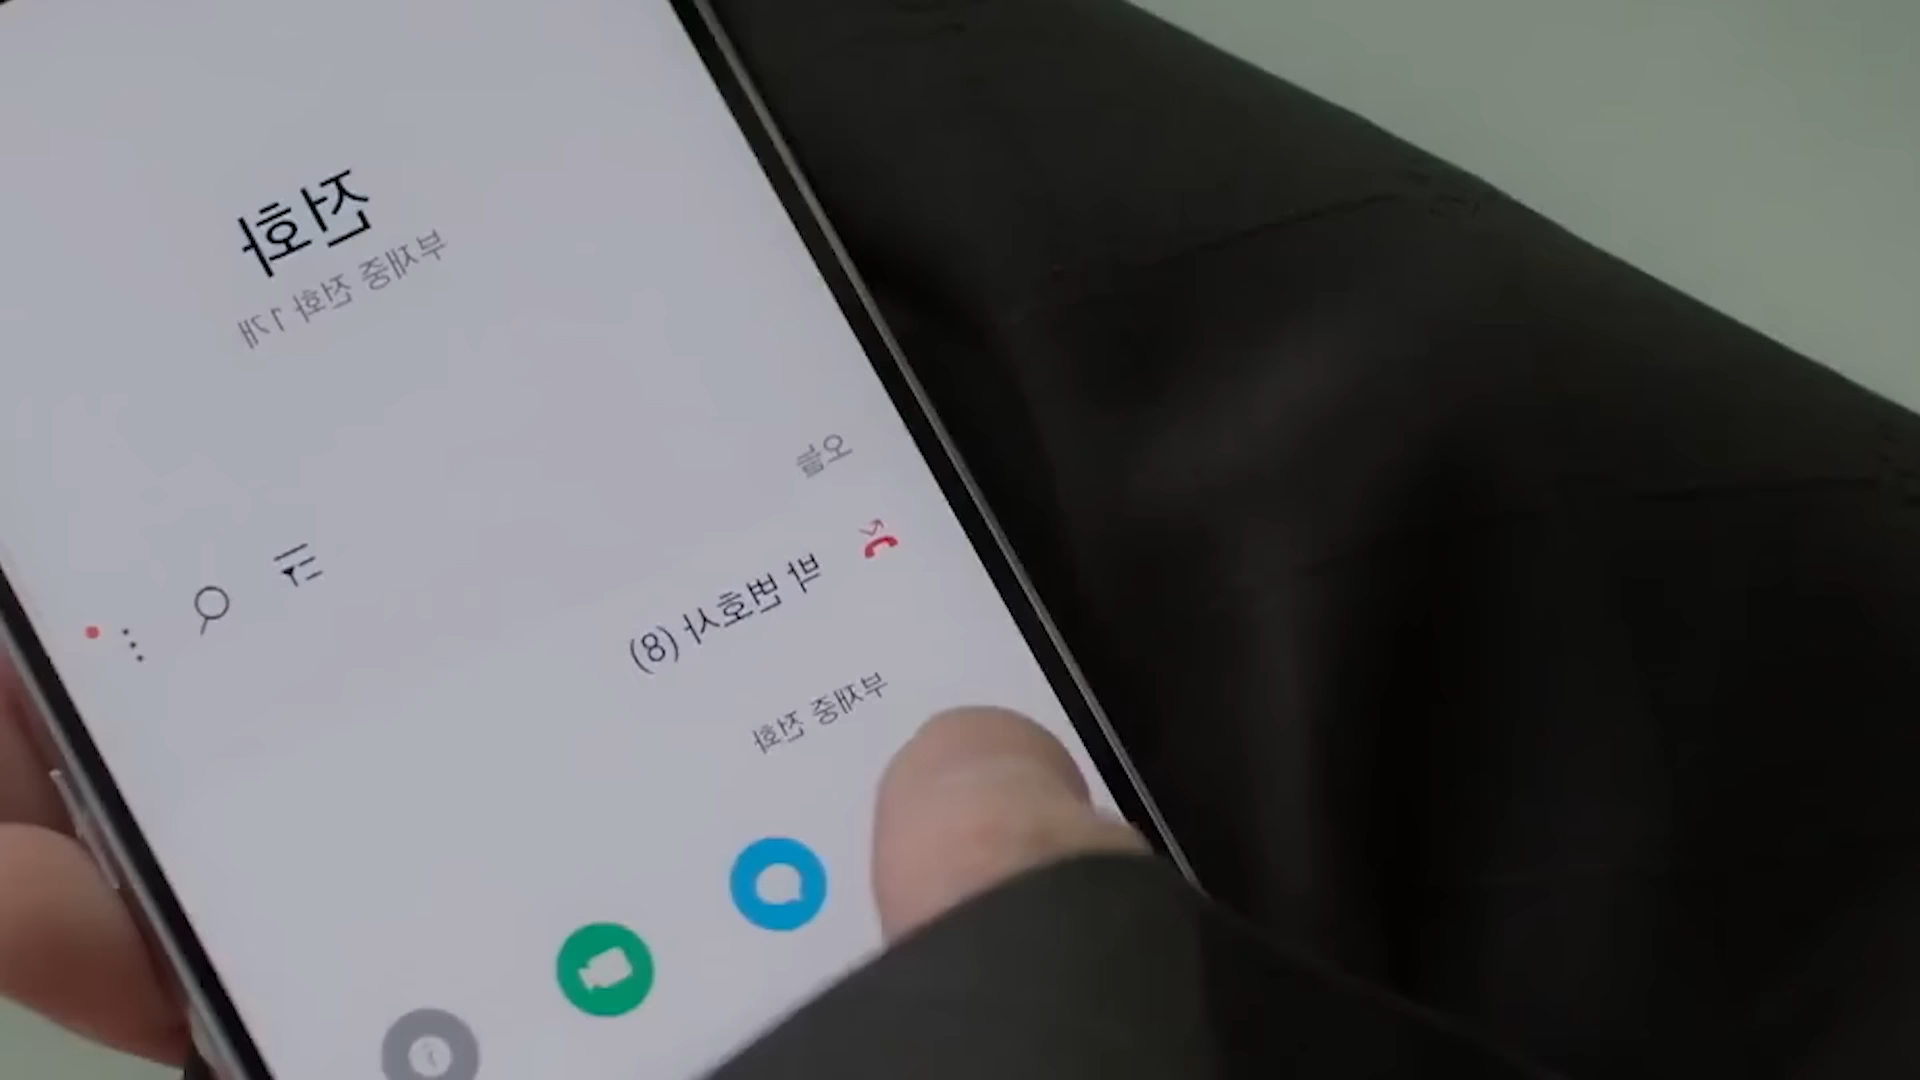 전화
부재중 전화 1개
오늘
박 변호사 (8)
부재중 전화